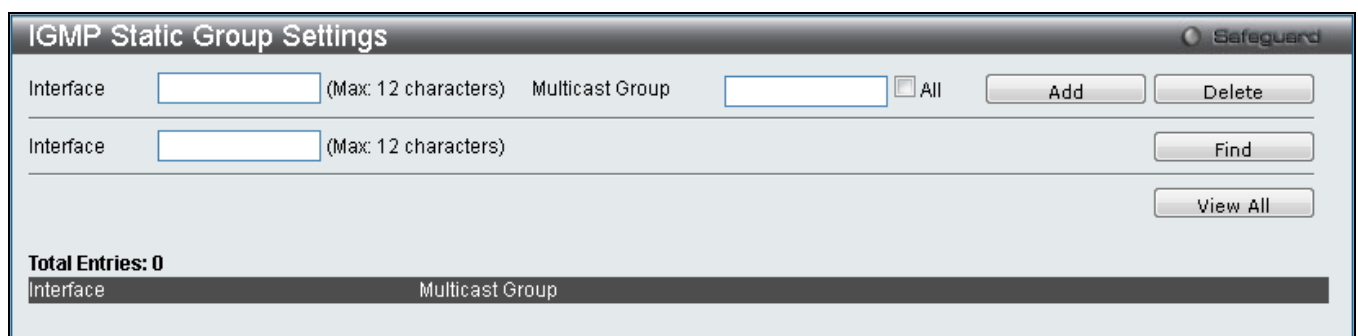 IGMP Static Group Settings Safeguard
Interface (Max: 12 characters) Multicast Group All Add Delete
Interface (Max: 12 characters) Find
View All
Total Entries: 0
Interface Multicast Group